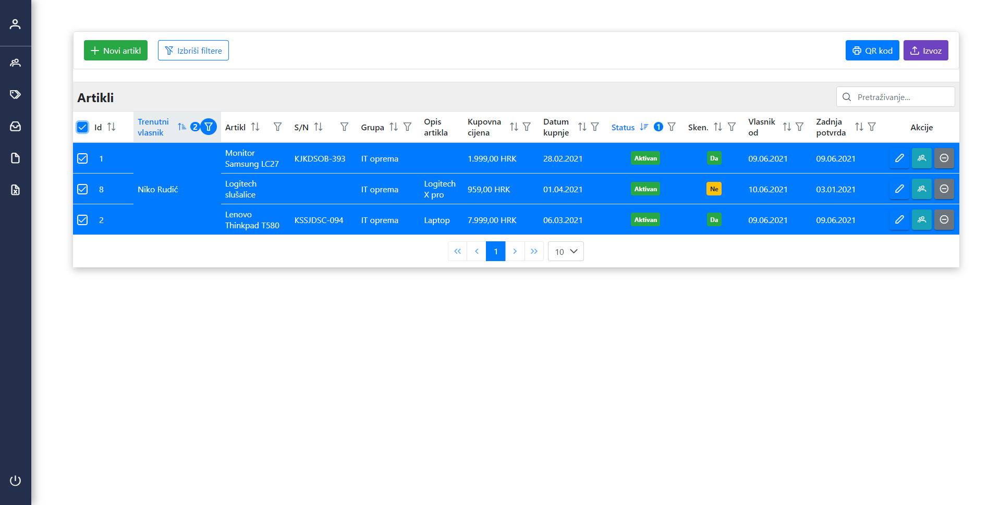 Novi artikl
Izbriši filtere
QR kod
Izvoz
Artikli
Pretraživanje...
Id
Trenutni
vlasnik
2
Artikl
S/N
Grupa
Opis
artikla
Kupovna
cijena
Datum
kupnje
Status
1
Sken.
Vlasnik
od
Zadnja
potvrda
Akcije
1
Monitor
Samsung LC27
KJKDSOB-393
IT oprema
1.999,00 HRK
28.02.2021
Aktivan
Da
09.06.2021
09.06.2021
8
Niko Rudić
Logitech
slušalice
IT oprema
Logitech
X pro
959,00 HRK
01.04.2021
Aktivan
Ne
10.06.2021
03.01.2021
2
Lenovo
Thinkpad T580
KSSJDSC-094
IT oprema
Laptop
7.999,00 HRK
06.03.2021
Aktivan
Da
09.06.2021
09.06.2021
1
10